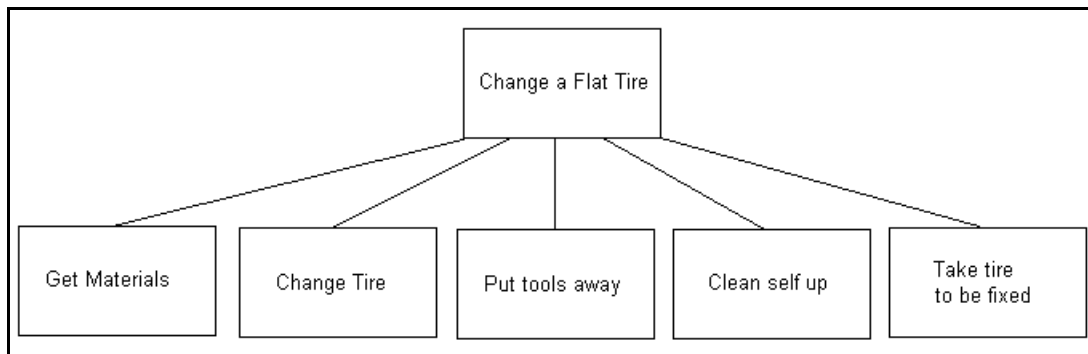 Change a Flat Tire
Get Materials
Change Tire
Put tools away
Clean self up
Take tire
to be fixed